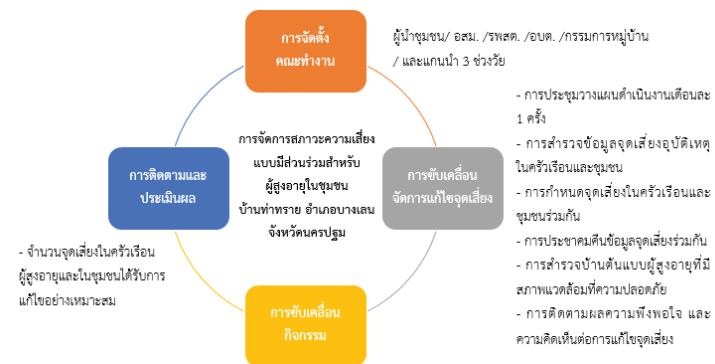 การจัดตั้ง
คณะทำงาน
ผู้นำชุมชน/ อสม. /รพสต. /อบต. /กรรมการหมู่บ้าน
/ และแกนนำ 3 ช่วงวัย
การจัดการสภาวะความเสี่ยง
แบบมีส่วนร่วมสำหรับ
ผู้สูงอายุในชุมชน
บ้านท่าทราย อำเภอบางเลน
จังหวัดนครปฐม
การขับเคลื่อน
จัดการแก้ไขจุดเสี่ยง
- การประชุมวางแผนดำเนินงานเดือนละ
1 ครั้ง
- การสำรวจข้อมูลจุดเสี่ยงอุบัติเหตุ
ในครัวเรือนและชุมชน
- การกำหนดจุดเสี่ยงในครัวเรือนและ
ชุมชนร่วมกัน
- การประชาคมคืนข้อมูลจุดเสี่ยงร่วมกัน
- การสำรวจบ้านต้นแบบผู้สูงอายุที่มี
สภาพแวดล้อมที่ความปลอดภัย
- การติดตามผลความพึงพอใจ และ
ความคิดเห็นต่อการแก้ไขจุดเสี่ยง
การขับเคลื่อน
กิจกรรม
การติดตามและ
ประเมินผล
- จำนวนจุดเสี่ยงในครัวเรือน
ผู้สูงอายุและในชุมชนได้รับการ
แก้ไขอย่างเหมาะสม